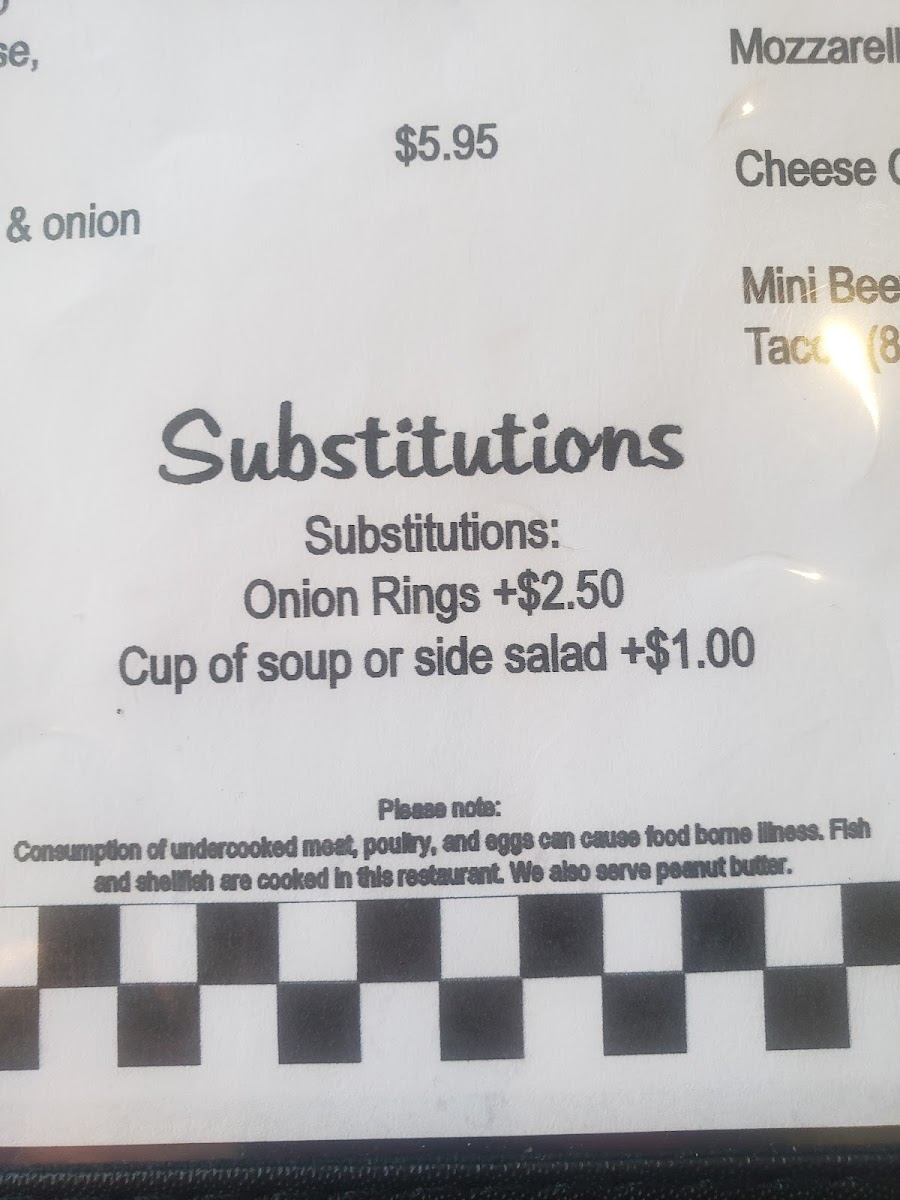 se,
$5.95
& onion
Mozzarell
Cheese
Mini Bee
Substitutions
Substitutions:
Onion Rings +$2.50
Cup of soup or side salad +$1.00
Please note:
Consumption of undercooked meat, poultry, and eggs can cause food borne illness. Fish
and shellfish are cooked in this restaurant. We also serve peanut butter.